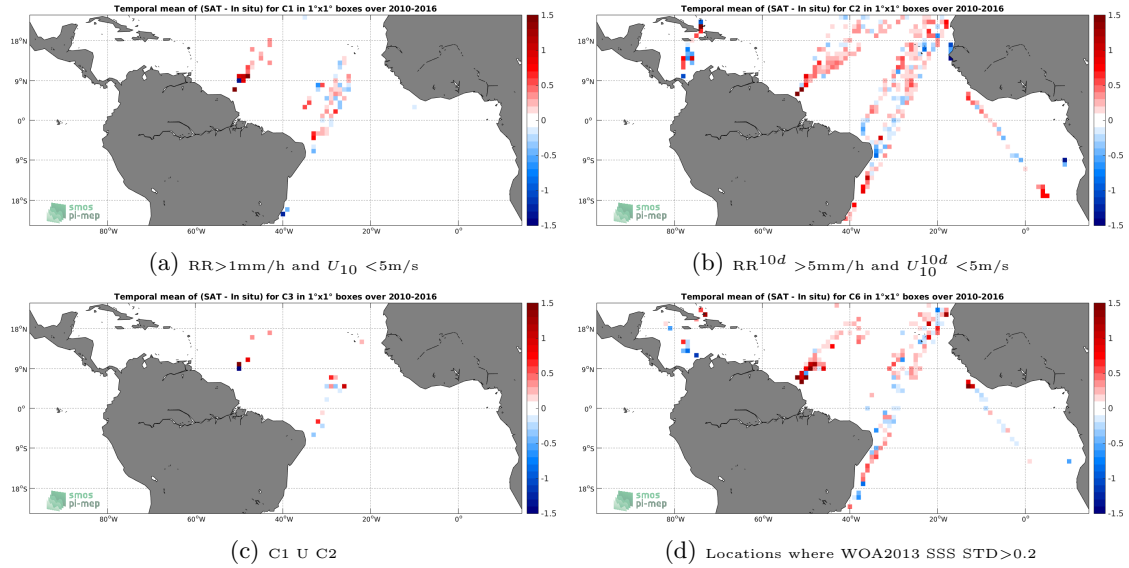 Temporal mean of (SAT - In situ) for C1 in 1°x1° boxes over 2010-2016
18°N
9°N
0°
9°S
18°S
80°W
60°W
40°W
20°W
0°
1.5
1
0.5
0
-0.5
-1
-1.5
smos
pi-mep
(a) RR>1mm/h and U10 <5m/s
Temporal mean of (SAT - In situ) for C2 in 1°x1° boxes over 2010-2016
18°N
9°N
0°
9°S
18°S
80°W
60°W
40°W
20°W
0°
1.5
1
0.5
0
-0.5
-1
-1.5
smos
pi-mep
(b) RR10d >5mm/h and U10d10 <5m/s
Temporal mean of (SAT - In situ) for C3 in 1°x1° boxes over 2010-2016
18°N
9°N
0°
9°S
18°S
80°W
60°W
40°W
20°W
0°
1.5
1
0.5
0
-0.5
-1
-1.5
smos
pi-mep
(c) C1 U C2
Temporal mean of (SAT - In situ) for C6 in 1°x1° boxes over 2010-2016
18°N
9°N
0°
9°S
18°S
80°W
60°W
40°W
20°W
0°
1.5
1
0.5
0
-0.5
-1
-1.5
smos
pi-mep
(d) Locations where WOA2013 SSS STD>0.2